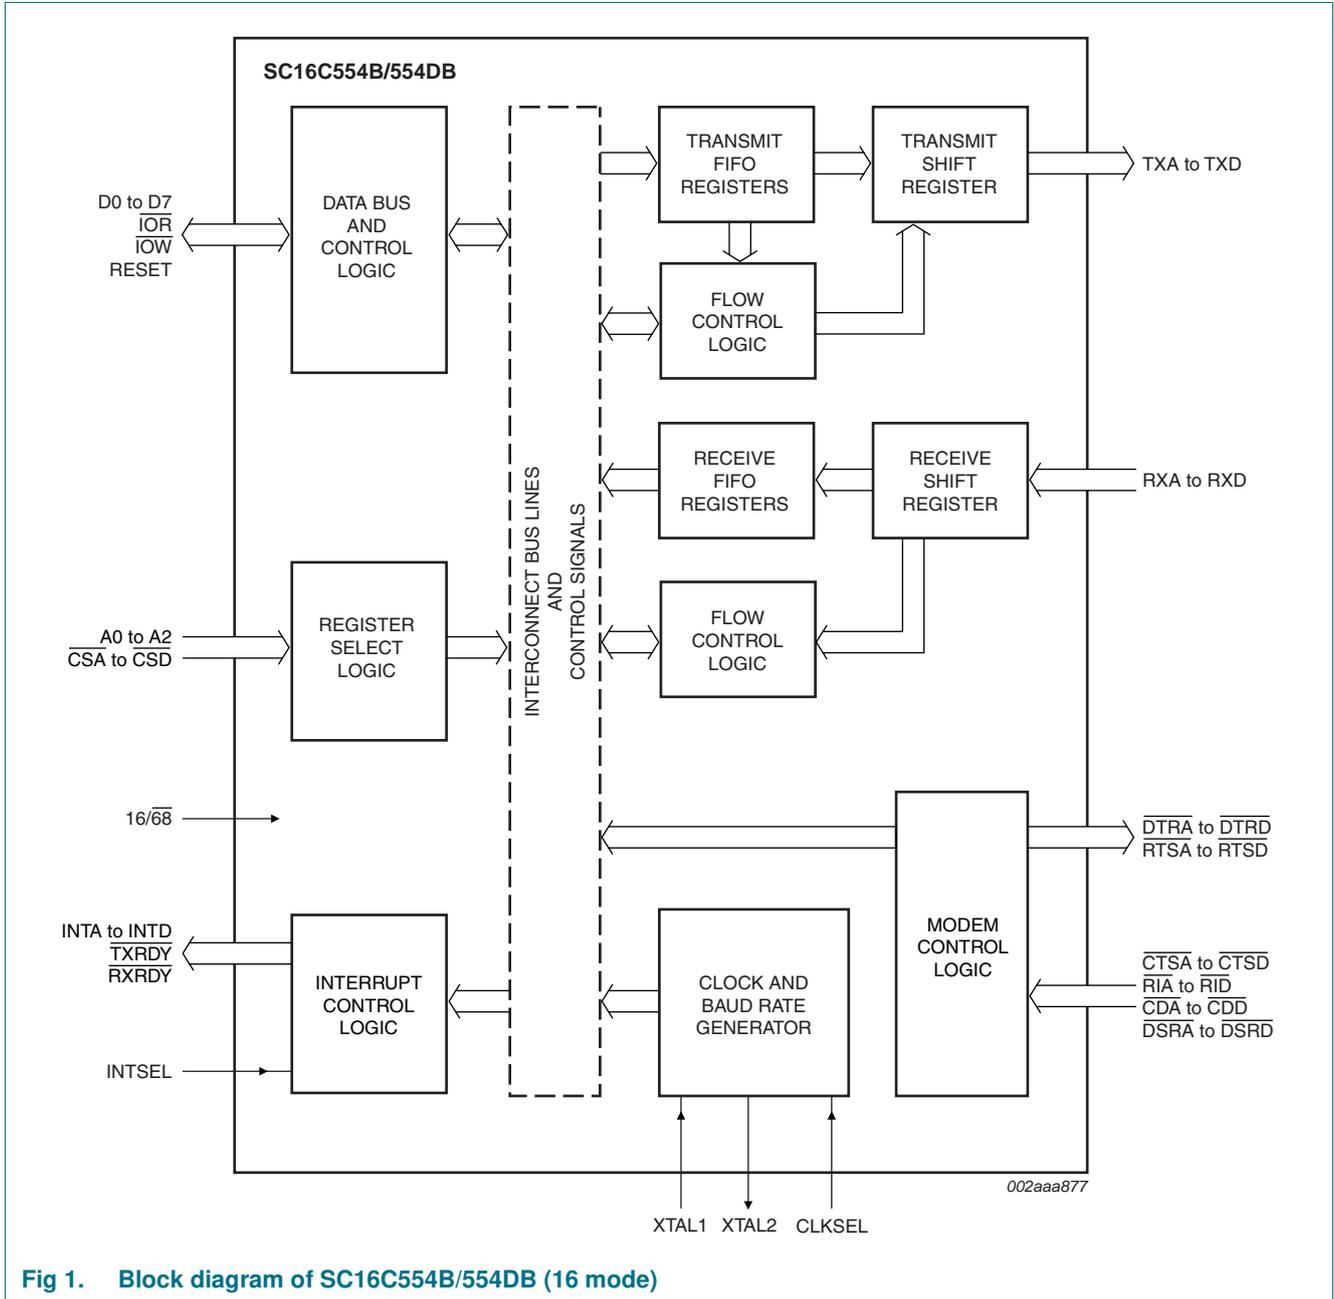 SC16C554B/554DB
D0 to D7
IOR
IOW
RESET
DATA BUS
AND
CONTROL
LOGIC
TRANSMIT
FIFO
REGISTERS
TRANSMIT
SHIFT
REGISTER
TXA to TXD
FLOW
CONTROL
LOGIC
INTERCONNECT BUS LINES
AND
CONTROL SIGNALS
RECEIVE
FIFO
REGISTERS
RECEIVE
SHIFT
REGISTER
RXA to RXD
A0 to A2
CSA to CSD
REGISTER
SELECT
LOGIC
FLOW
CONTROL
LOGIC
16/68
DTRA to DTRD
RTSA to RTSD
MODEM
CONTROL
LOGIC
CTSA to CTSD
RIA to RID
CDA to CDD
DSRA to DSRD
INTA to INTD
TXRDY
RXRDY
INTSEL
INTERRUPT
CONTROL
LOGIC
CLOCK AND
BAUD RATE
GENERATOR
XTAL1
XTAL2
CLKSEL
002aaa877
Fig 1. Block diagram of SC16C554B/554DB (16 mode)